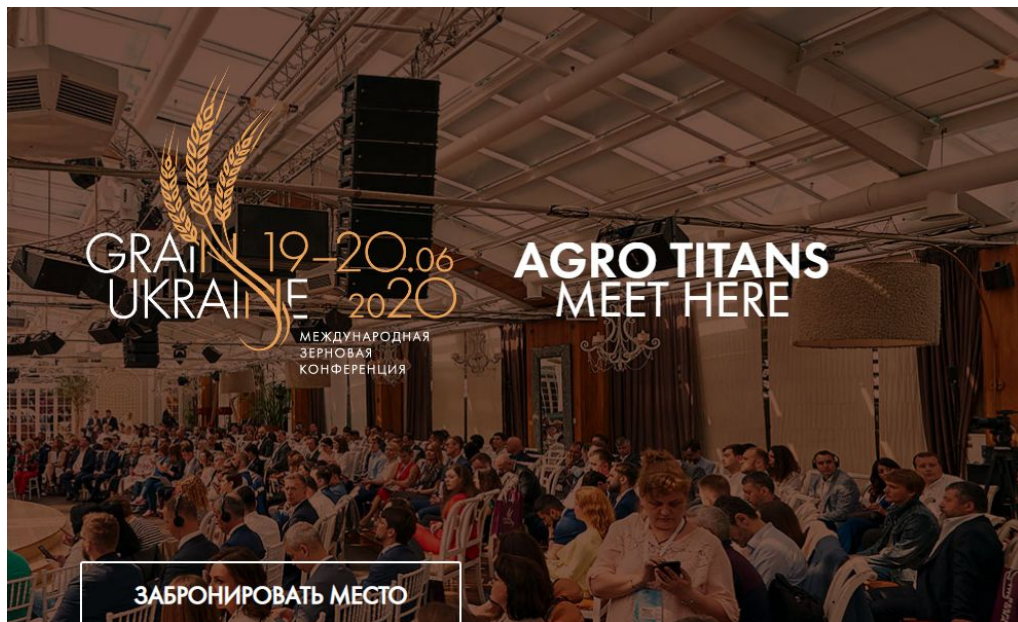 GRAIN 19–20.06
UKRAINE 2020
МЕЖДУНАРОДНАЯ
ЗЕРНОВАЯ
КОНФЕРЕНЦИЯ
AGRO TITANS
MEET HERE
ЗАБРОНИРОВАТЬ МЕСТО